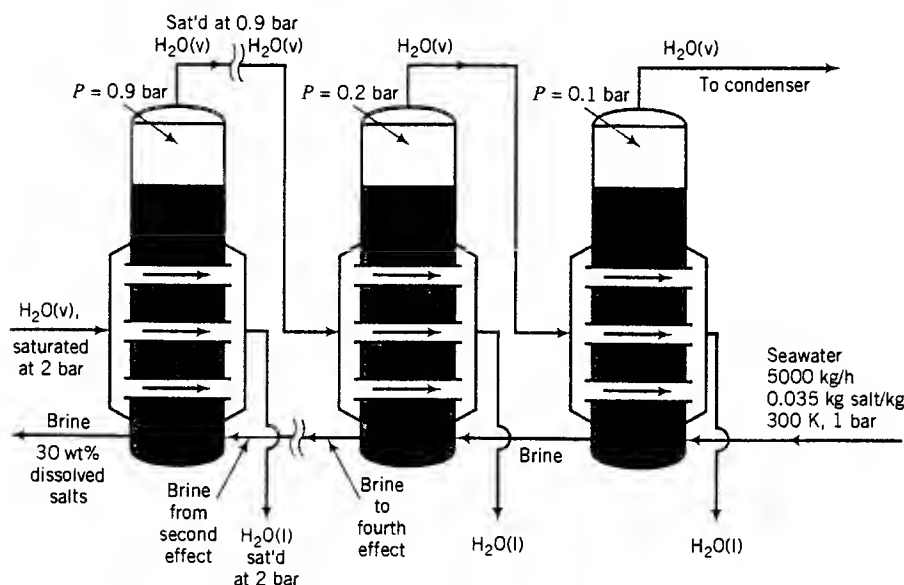 Sat'd at 0.9 bar
H₂O(v) H₂O(v)
H₂O(v)
H₂O(v)
To condenser
P = 0.9 bar
P = 0.2 bar
P = 0.1 bar
H₂O(v),
saturated
at 2 bar
Seawater
5000 kg/h
0.035 kg salt/kg
300 K, 1 bar
Brine
30 wt%
dissolved
salts
Brine
from
second
effect
H₂O(l)
sat'd
at 2 bar
Brine
to
fourth
effect
H₂O(l)
Brine
H₂O(l)